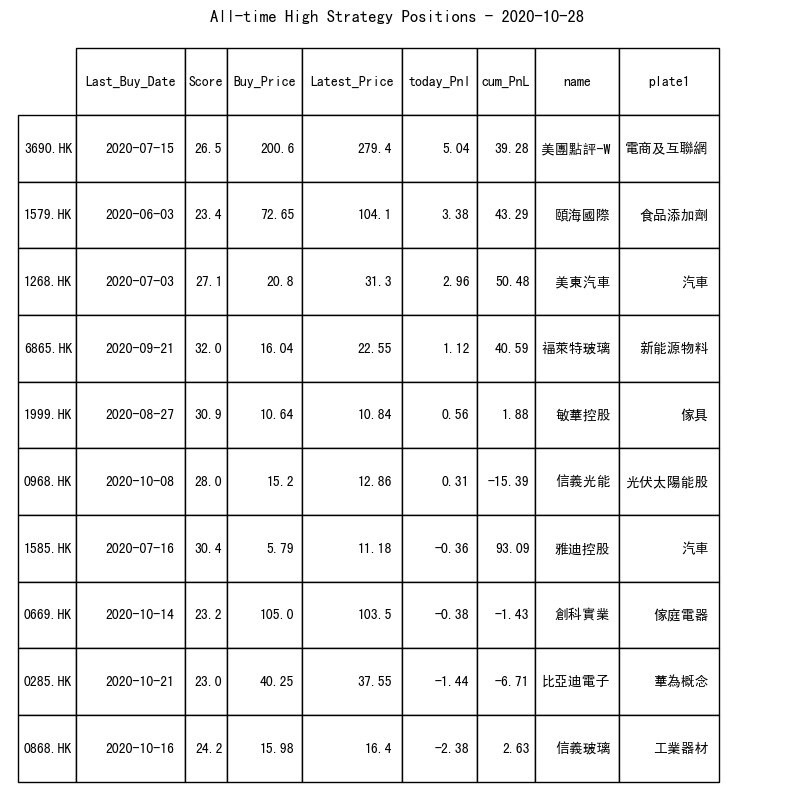 All-time High Strategy Positions - 2020-10-28
Last_Buy_Date Score Buy_Price Latest_Price today_Pnl cum_PnL name plate1
3690.HK 2020-07-15 26.5 200.6 279.4 5.04 39.28 美團點評-W 電商及互聯網
1579.HK 2020-06-03 23.4 72.65 104.1 3.38 43.29 頤海國際 食品添加劑
1268.HK 2020-07-03 27.1 20.8 31.3 2.96 50.48 美東汽車 汽車
6865.HK 2020-09-21 32.0 16.04 22.55 1.12 40.59 福萊特玻璃 新能源物料
1999.HK 2020-08-27 30.9 10.64 10.84 0.56 1.88 敏華控股 傢具
0968.HK 2020-10-08 28.0 15.2 12.86 0.31 -15.39 信義光能 光伏太陽能股
1585.HK 2020-07-16 30.4 5.79 11.18 -0.36 93.09 雅迪控股 汽車
0669.HK 2020-10-14 23.2 105.0 103.5 -0.38 -1.43 創科實業 傢庭電器
0285.HK 2020-10-21 23.0 40.25 37.55 -1.44 -6.71 比亞迪電子 華為概念
0868.HK 2020-10-16 24.2 15.98 16.4 -2.38 2.63 信義玻璃 工業器材